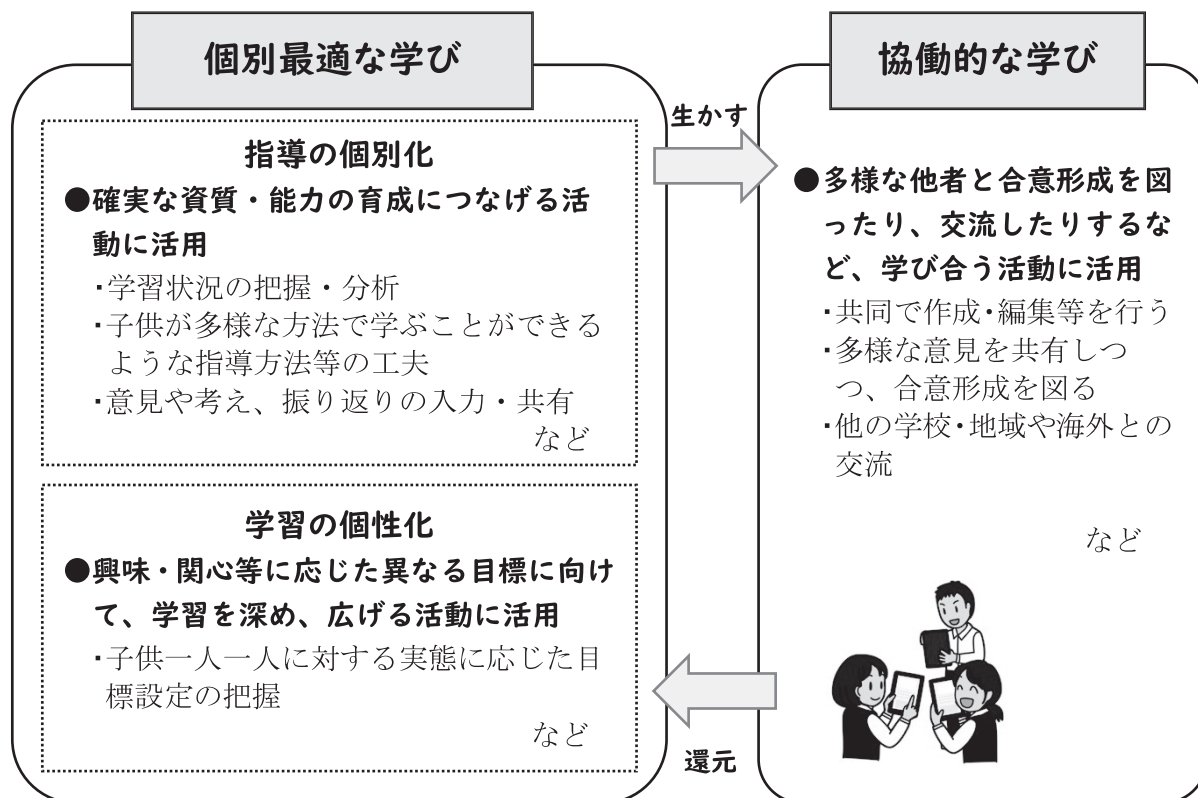 個別最適な学び
指導の個別化
●確実な資質・能力の育成につなげる活
動に活用
・学習状況の把握・分析
・子供が多様な方法で学ぶことができる
ような指導方法等の工夫
・意見や考え、振り返りの入力・共有
など
学習の個性化
●興味・関心等に応じた異なる目標に向け
て、学習を深め、広げる活動に活用
・子供一人一人に対する実態に応じた目
標設定の把握
など
生かす
還元
協働的な学び
●多様な他者と合意形成を図
ったり、交流したりするな
ど、学び合う活動に活用
・共同で作成・編集等を行う
・多様な意見を共有しつ
つ、合意形成を図る
・他の学校・地域や海外との
交流
など